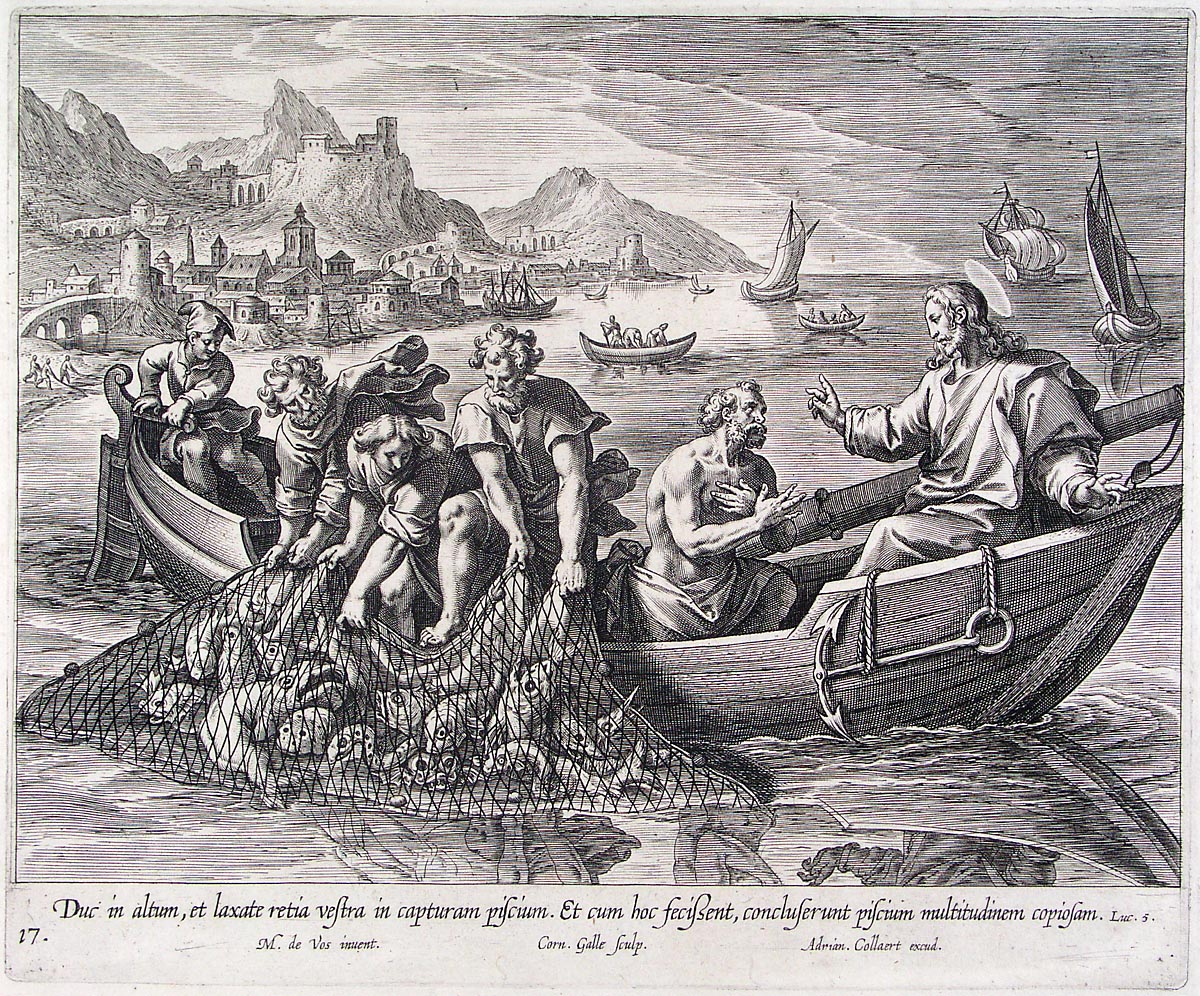 Duc in altum, et laxate retia veſtra in capturam piſcium. Et cum hoc feciſsent, concluſerunt piſcium multitudinem copioſam. Luc. 5.
17.
M. de Vos inuent. Corn. Galle ſculp. Adrian. Collaert excud.